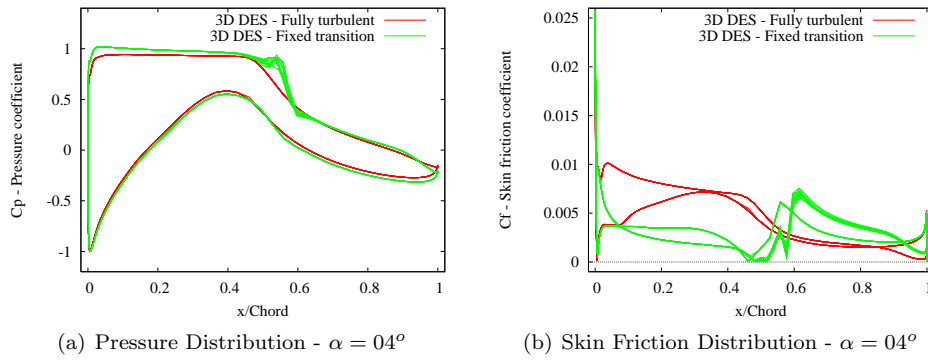 3D DES - Fully turbulent
3D DES - Fixed transition
Cp - Pressure coefficient
1
0.5
0
-0.5
-1
0
0.2
0.4
0.6
0.8
1
x/Chord
(a) Pressure Distribution - α = 04°
3D DES - Fully turbulent
3D DES - Fixed transition
Cf - Skin friction coefficient
0.025
0.02
0.015
0.01
0.005
0
0
0.2
0.4
0.6
0.8
1
x/Chord
(b) Skin Friction Distribution - α = 04°